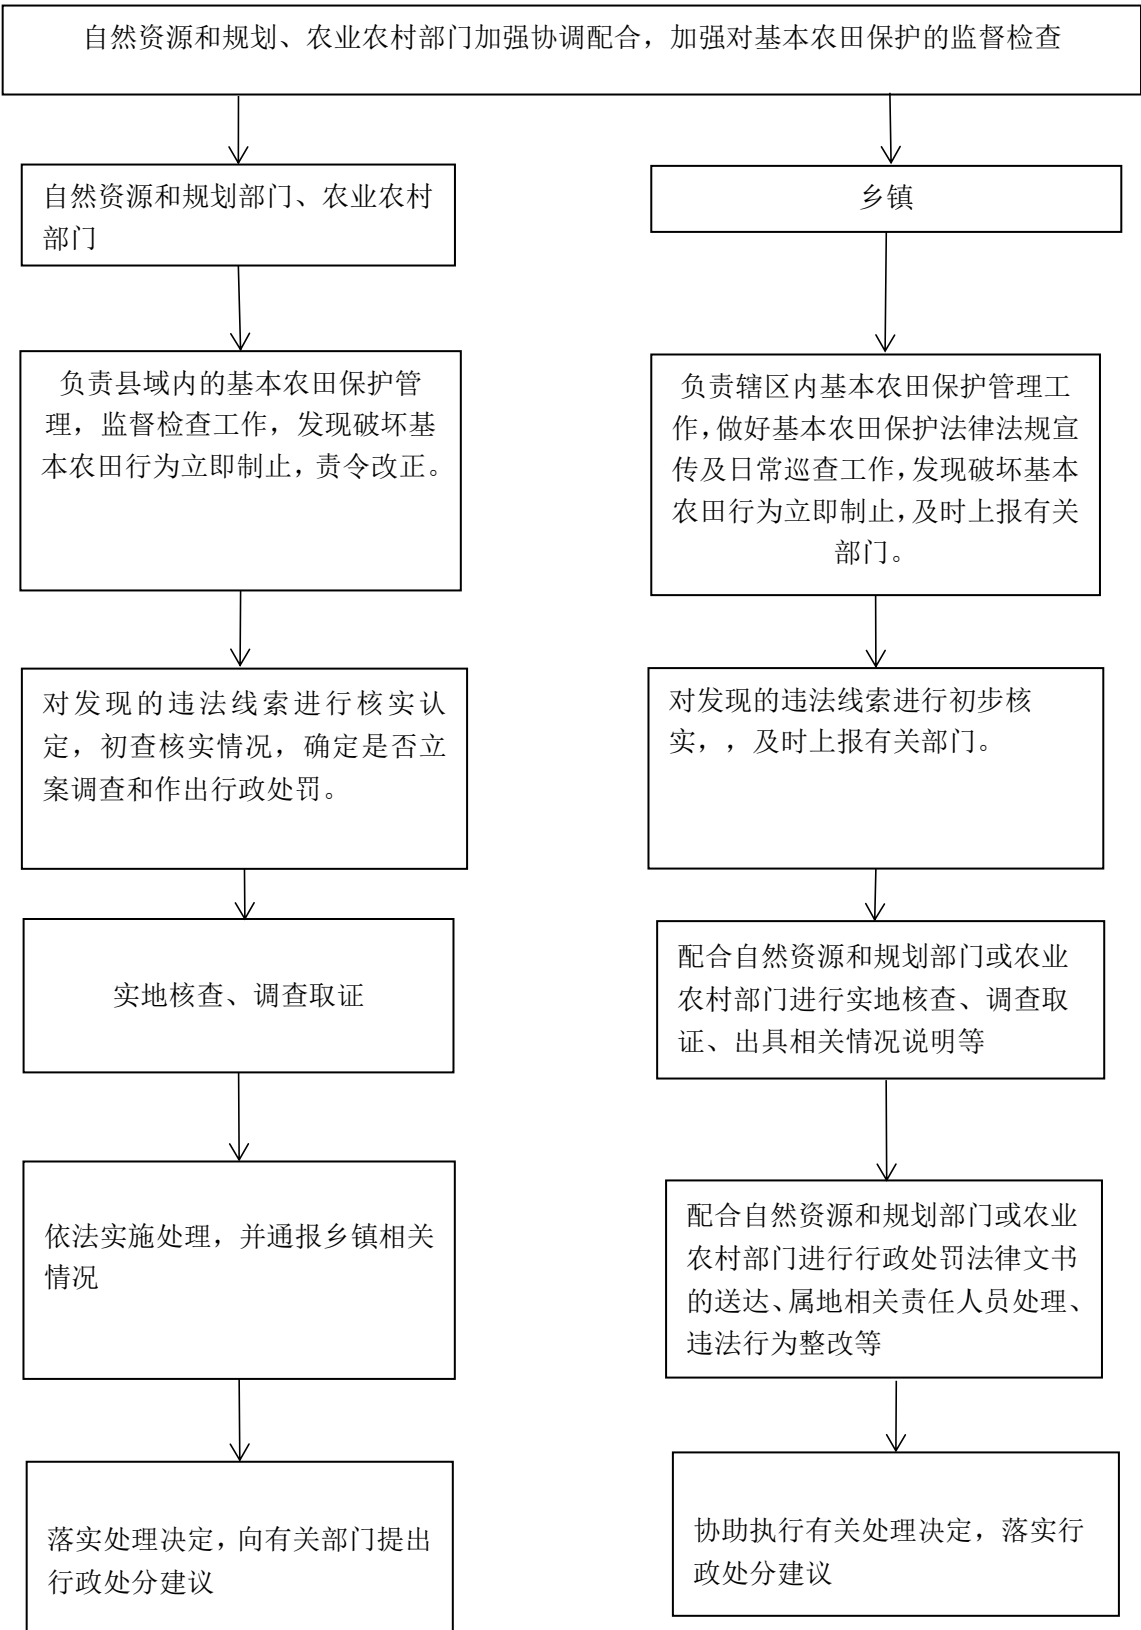 自然资源和规划、农业农村部门加强协调配合，加强对基本农田保护的监督检查
自然资源和规划部门、农业农村
部门
乡镇
负责县域内的基本农田保护管
理，监督检查工作，发现破坏基
本农田行为立即制止，责令改正。
负责辖区内基本农田保护管理工
作，做好基本农田保护法律法规宣
传及日常巡查工作，发现破坏基本
农田行为立即制止，及时上报有关
部门。
对发现的违法线索进行核实认
定，初查核实情况，确定是否立
案调查和作出行政处罚。
对发现的违法线索进行初步核
实，，及时上报有关部门。
实地核查、调查取证
配合自然资源和规划部门或农业
农村部门进行实地核查、调查取
证、出具相关情况说明等
依法实施处理，并通报乡镇相关
情况
配合自然资源和规划部门或农业
农村部门进行行政处罚法律文书
的送达、属地相关责任人员处理、
违法行为整改等
落实处理决定，向有关部门提出
行政处分建议
协助执行有关处理决定，落实行
政处分建议